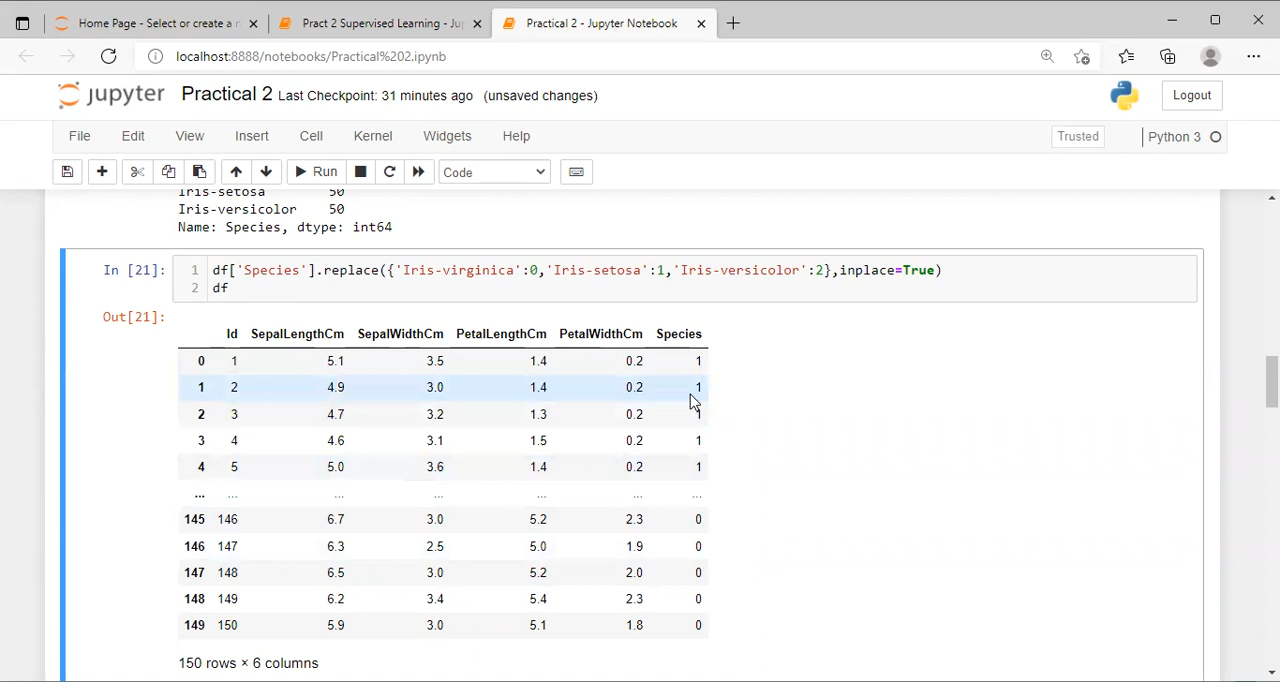 Home Page - Select or create a n
Pract 2 Supervised Learning - Jup
Practical 2 - Jupyter Notebook
localhost:8888/notebooks/Practical%202.ipynb
jupyter Practical 2 Last Checkpoint: 31 minutes ago (unsaved changes)
Logout
File Edit View Insert Cell Kernel Widgets Help
Trusted
Python 3
Run
Code
Iris-setosa 50
Iris-versicolor 50
Name: Species, dtype: int64
In [21]:
1 df['Species'].replace({'Iris-virginica':0,'Iris-setosa':1,'Iris-versicolor':2},inplace=True)
2 df
Out[21]:
Id SepalLengthCm SepalWidthCm PetalLengthCm PetalWidthCm Species
0 1 5.1 3.5 1.4 0.2 1
1 2 4.9 3.0 1.4 0.2 1
2 3 4.7 3.2 1.3 0.2 1
3 4 4.6 3.1 1.5 0.2 1
4 5 5.0 3.6 1.4 0.2 1
... ... ... ... ... ... ...
145 146 6.7 3.0 5.2 2.3 0
146 147 6.3 2.5 5.0 1.9 0
147 148 6.5 3.0 5.2 2.0 0
148 149 6.2 3.4 5.4 2.3 0
149 150 5.9 3.0 5.1 1.8 0
150 rows × 6 columns